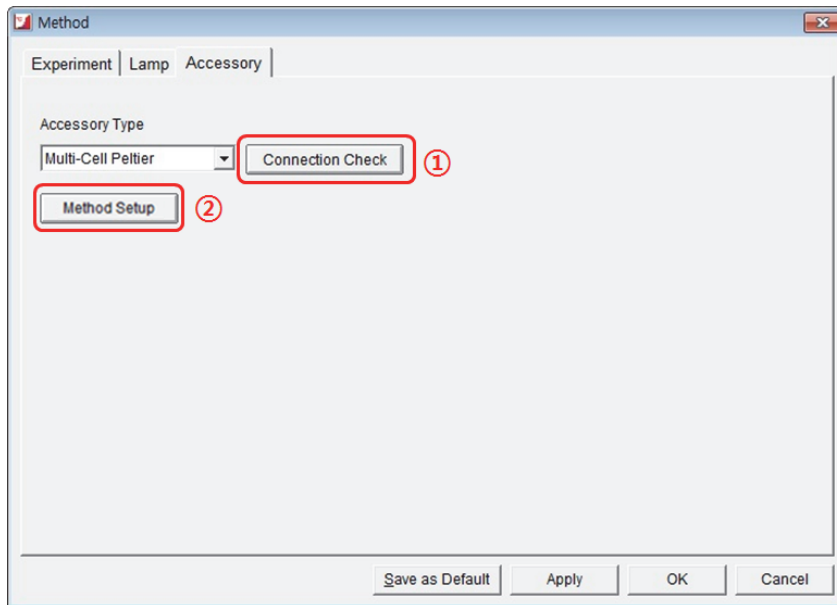 Method
Experiment Lamp Accessory
Accessory Type
Multi-Cell Peltier Connection Check ①
Method Setup ②
Save as Default Apply OK Cancel